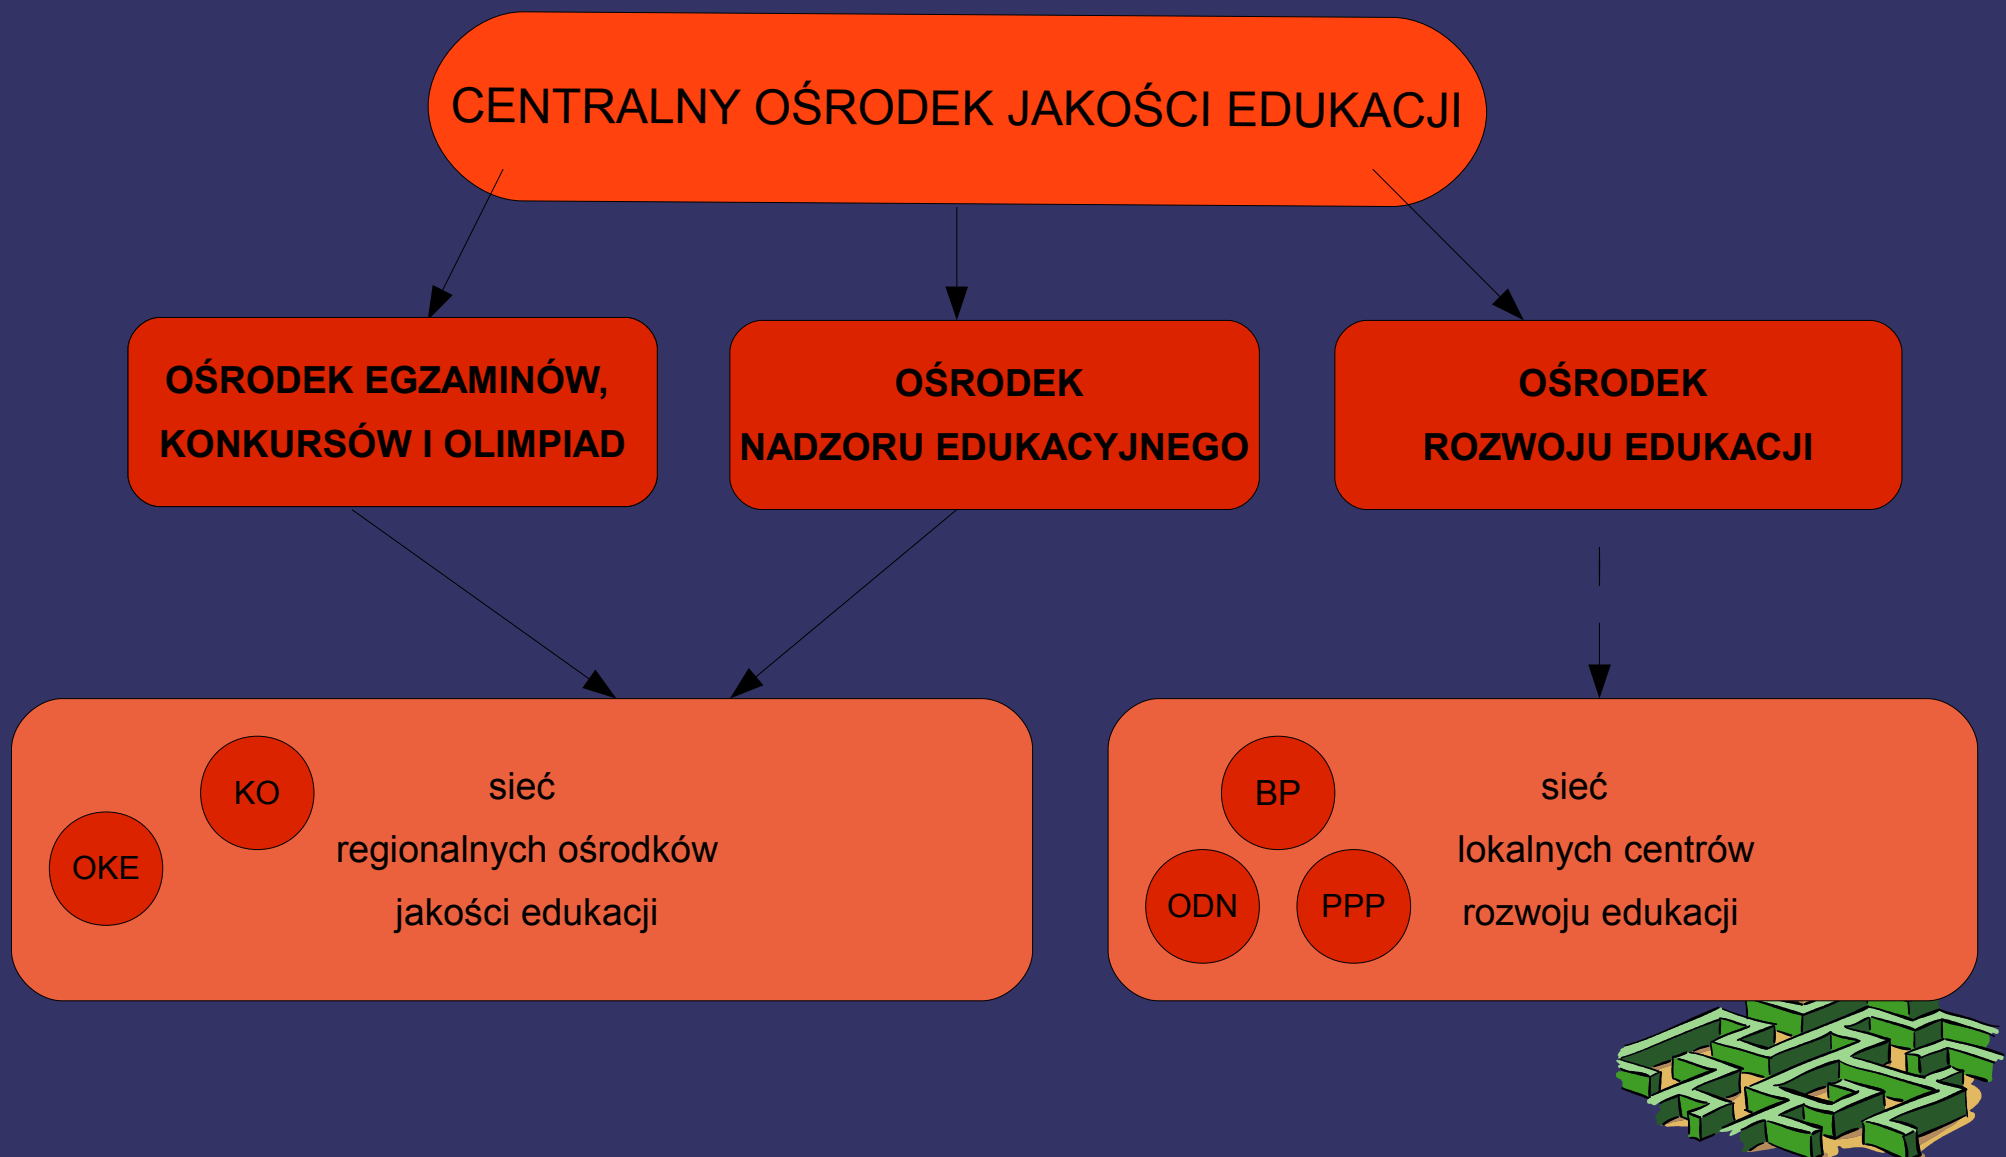 CENTRALNY OŚRODEK JAKOŚCI EDUKACJI
OŚRODEK EGZAMINÓW,
KONKURSÓW I OLIMPIAD
OŚRODEK
NADZORU EDUKACYJNEGO
OŚRODEK
ROZWOJU EDUKACJI
KO
OKE
sieć
regionalnych ośrodków
jakości edukacji
BP
ODN
PPP
sieć
lokalnych centrów
rozwoju edukacji